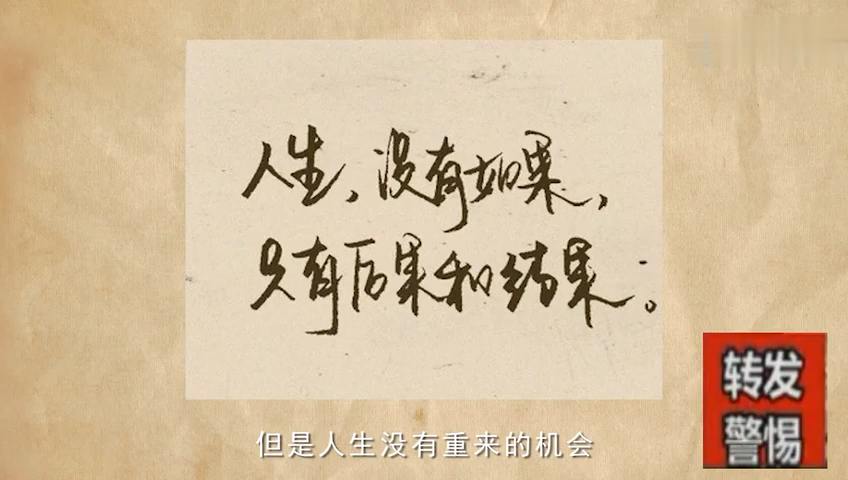 人生，没有如果，
只有后果和结果。
转发
警惕
但是人生没有重来的机会